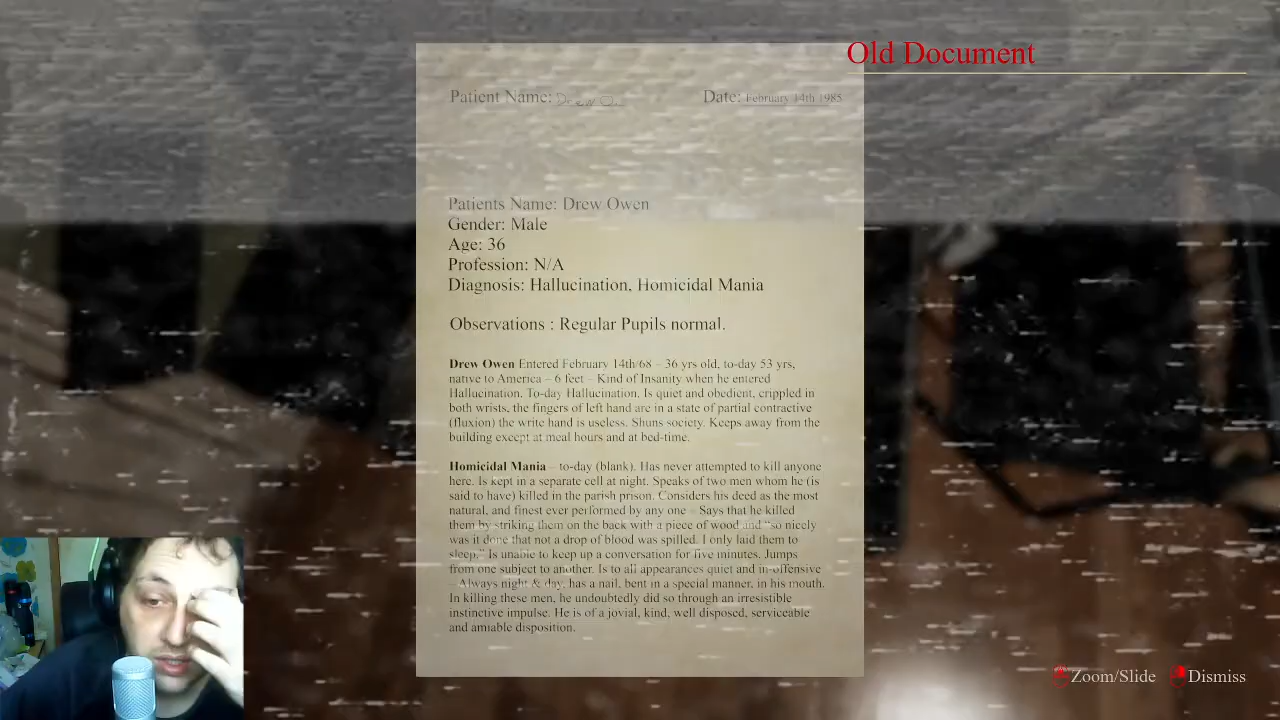 Old Document
Patient Name: Drew O
Date: February 14th 1985
Patients Name: Drew Owen
Gender: Male
Age: 36
Profession: N/A
Diagnosis: Hallucination, Homicidal Mania
Observations : Regular Pupils normal.
Drew Owen Entered February 14th/68 – 36 yrs old, to-day 53 yrs,
native to America – 6 feet – Kind of Insanity when he entered
Hallucination. To-day Hallucination. Is quiet and obedient, crippled in
both wrists, the fingers of left hand are in a state of partial contractive
(fluxion) the write hand is useless. Shuns society. Keeps away from the
building except at meal hours and at bed-time.
Homicidal Mania – to-day (blank). Has never attempted to kill anyone
here. Is kept in a separate cell at night. Speaks of two men whom he (is
said to have) killed in the parish prison. Considers his deed as the most
natural, and finest ever performed by any one – Says that he killed
them by striking them on the back with a piece of wood and “so nicely
was it done that not a drop of blood was spilled. I only laid them to
sleep.” Is unable to keep up a conversation for five minutes. Jumps
from one subject to another. Is to all appearances quiet and in-offensive
– Always night & day, has a nail, bent in a special manner, in his mouth.
In killing these men, he undoubtedly did so through an irresistible
instinctive impulse. He is of a jovial, kind, well disposed, serviceable
and amiable disposition.
Zoom/Slide
Dismiss